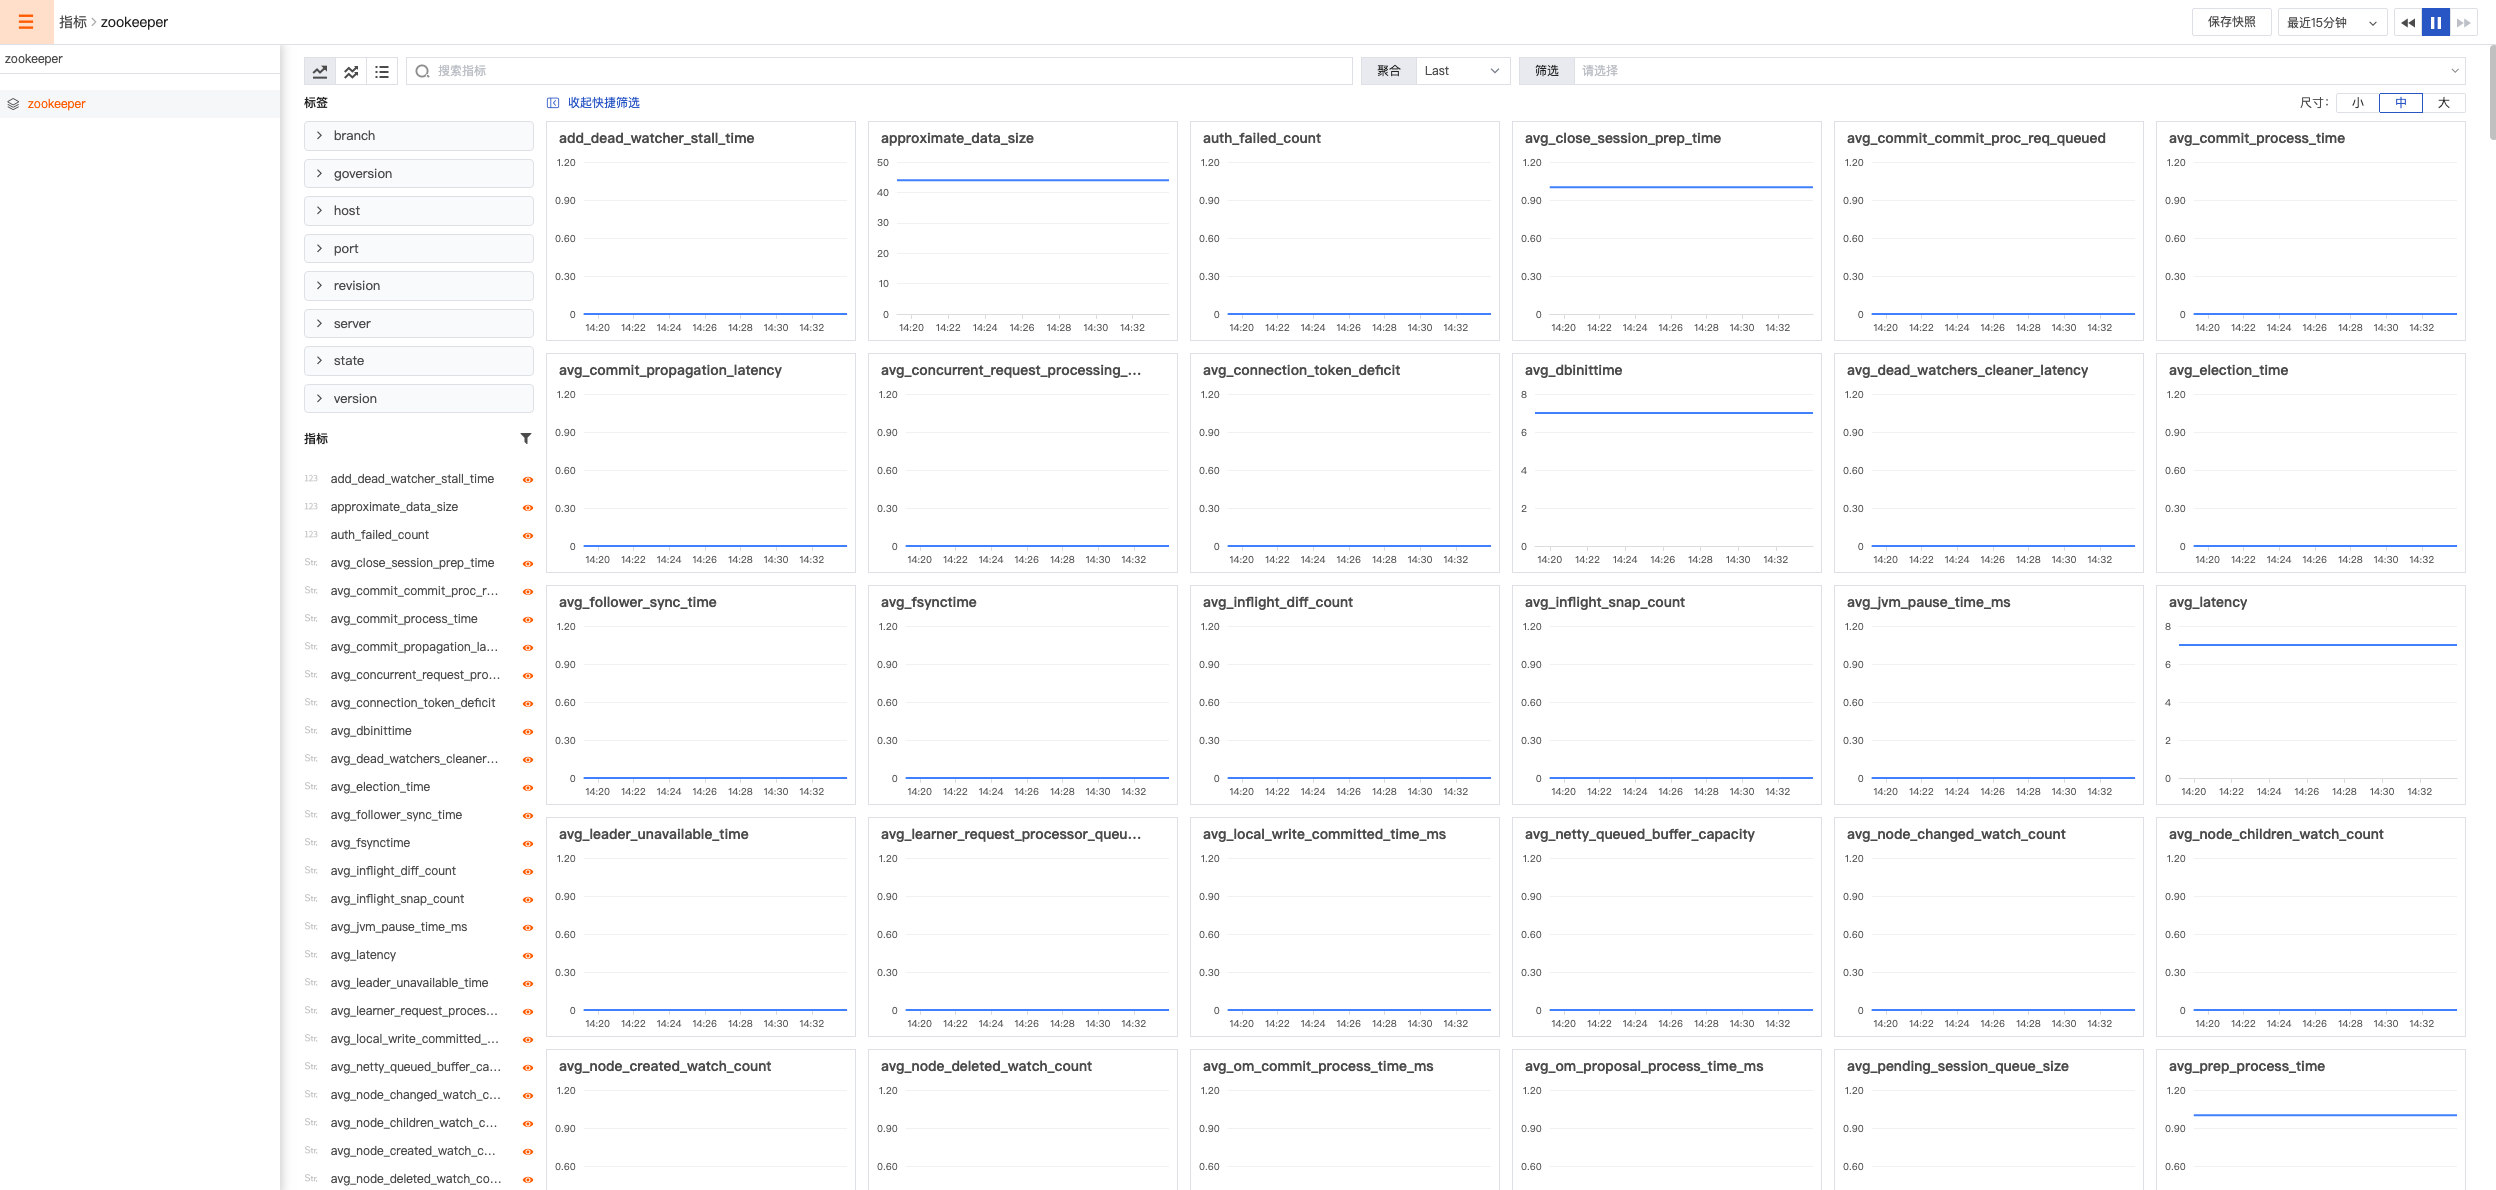 指标 > zookeeper
保存快照
最近15分钟
zookeeper
zookeeper
搜索指标
聚合
Last
筛选
请选择
标签
收起快捷筛选
尺寸：
小
中
大
branch
goversion
host
port
revision
server
state
version
指标
123 add_dead_watcher_stall_time
123 approximate_data_size
123 auth_failed_count
Str. avg_close_session_prep_time
Str. avg_commit_commit_proc_r...
Str. avg_commit_process_time
Str. avg_commit_propagation_la...
Str. avg_concurrent_request_pro...
Str. avg_connection_token_deficit
Str. avg_dbinittime
Str. avg_dead_watchers_cleaner...
Str. avg_election_time
Str. avg_follower_sync_time
Str. avg_fsynctime
Str. avg_inflight_diff_count
Str. avg_inflight_snap_count
Str. avg_jvm_pause_time_ms
Str. avg_latency
Str. avg_leader_unavailable_time
Str. avg_learner_request_proces...
Str. avg_local_write_committed_...
Str. avg_netty_queued_buffer_ca...
Str. avg_node_changed_watch_c...
Str. avg_node_children_watch_c...
Str. avg_node_created_watch_c...
Str. avg_node_deleted_watch_co...
add_dead_watcher_stall_time
1.20
0.90
0.60
0.30
0
14:20 14:22 14:24 14:26 14:28 14:30 14:32
approximate_data_size
50
40
30
20
10
0
14:20 14:22 14:24 14:26 14:28 14:30 14:32
auth_failed_count
1.20
0.90
0.60
0.30
0
14:20 14:22 14:24 14:26 14:28 14:30 14:32
avg_close_session_prep_time
1.20
0.90
0.60
0.30
0
14:20 14:22 14:24 14:26 14:28 14:30 14:32
avg_commit_commit_proc_req_queued
1.20
0.90
0.60
0.30
0
14:20 14:22 14:24 14:26 14:28 14:30 14:32
avg_commit_process_time
1.20
0.90
0.60
0.30
0
14:20 14:22 14:24 14:26 14:28 14:30 14:32
avg_commit_propagation_latency
1.20
0.90
0.60
0.30
0
14:20 14:22 14:24 14:26 14:28 14:30 14:32
avg_concurrent_request_processing_...
1.20
0.90
0.60
0.30
0
14:20 14:22 14:24 14:26 14:28 14:30 14:32
avg_connection_token_deficit
1.20
0.90
0.60
0.30
0
14:20 14:22 14:24 14:26 14:28 14:30 14:32
avg_dbinittime
8
6
4
2
0
14:20 14:22 14:24 14:26 14:28 14:30 14:32
avg_dead_watchers_cleaner_latency
1.20
0.90
0.60
0.30
0
14:20 14:22 14:24 14:26 14:28 14:30 14:32
avg_election_time
1.20
0.90
0.60
0.30
0
14:20 14:22 14:24 14:26 14:28 14:30 14:32
avg_follower_sync_time
1.20
0.90
0.60
0.30
0
14:20 14:22 14:24 14:26 14:28 14:30 14:32
avg_fsynctime
1.20
0.90
0.60
0.30
0
14:20 14:22 14:24 14:26 14:28 14:30 14:32
avg_inflight_diff_count
1.20
0.90
0.60
0.30
0
14:20 14:22 14:24 14:26 14:28 14:30 14:32
avg_inflight_snap_count
1.20
0.90
0.60
0.30
0
14:20 14:22 14:24 14:26 14:28 14:30 14:32
avg_jvm_pause_time_ms
1.20
0.90
0.60
0.30
0
14:20 14:22 14:24 14:26 14:28 14:30 14:32
avg_latency
8
6
4
2
0
14:20 14:22 14:24 14:26 14:28 14:30 14:32
avg_leader_unavailable_time
1.20
0.90
0.60
0.30
0
14:20 14:22 14:24 14:26 14:28 14:30 14:32
avg_learner_request_processor_queu...
1.20
0.90
0.60
0.30
0
14:20 14:22 14:24 14:26 14:28 14:30 14:32
avg_local_write_committed_time_ms
1.20
0.90
0.60
0.30
0
14:20 14:22 14:24 14:26 14:28 14:30 14:32
avg_netty_queued_buffer_capacity
1.20
0.90
0.60
0.30
0
14:20 14:22 14:24 14:26 14:28 14:30 14:32
avg_node_changed_watch_count
1.20
0.90
0.60
0.30
0
14:20 14:22 14:24 14:26 14:28 14:30 14:32
avg_node_children_watch_count
1.20
0.90
0.60
0.30
0
14:20 14:22 14:24 14:26 14:28 14:30 14:32
avg_node_created_watch_count
1.20
0.90
0.60
avg_node_deleted_watch_count
1.20
0.90
0.60
avg_om_commit_process_time_ms
1.20
0.90
0.60
avg_om_proposal_process_time_ms
1.20
0.90
0.60
avg_pending_session_queue_size
1.20
0.90
0.60
avg_prep_process_time
1.20
0.90
0.60